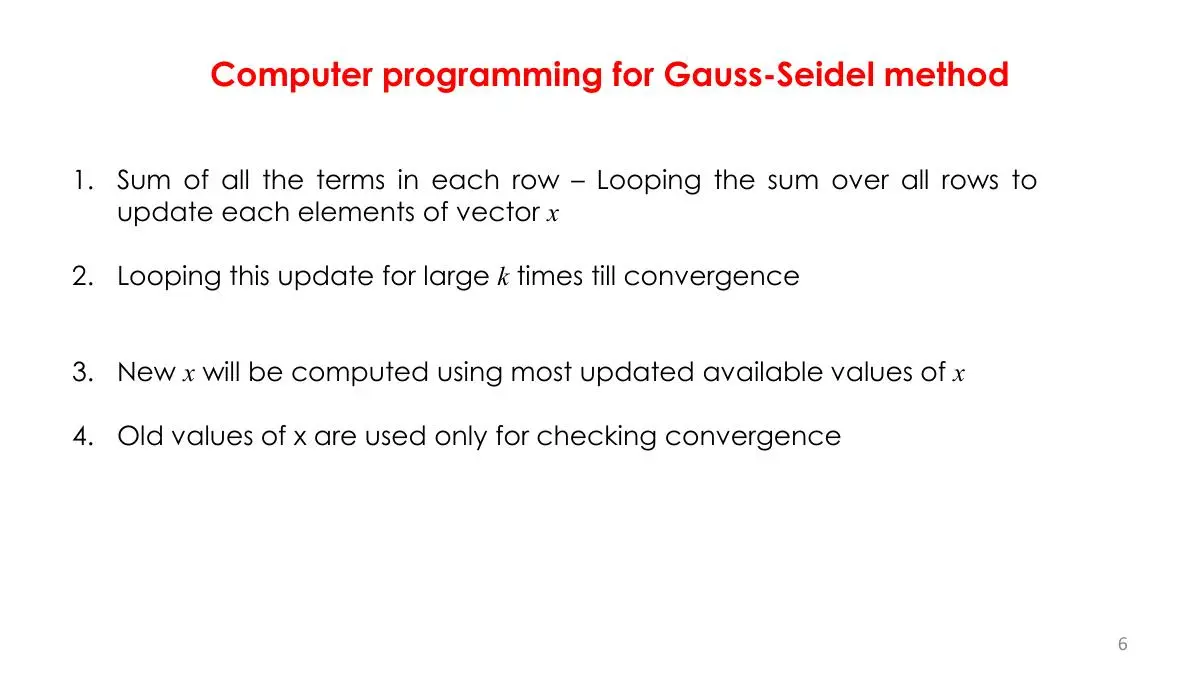 Computer programming for Gauss-Seidel method
1. Sum of all the terms in each row – Looping the sum over all rows to
update each elements of vector x
2. Looping this update for large k times till convergence
3. New x will be computed using most updated available values of x
4. Old values of x are used only for checking convergence
6